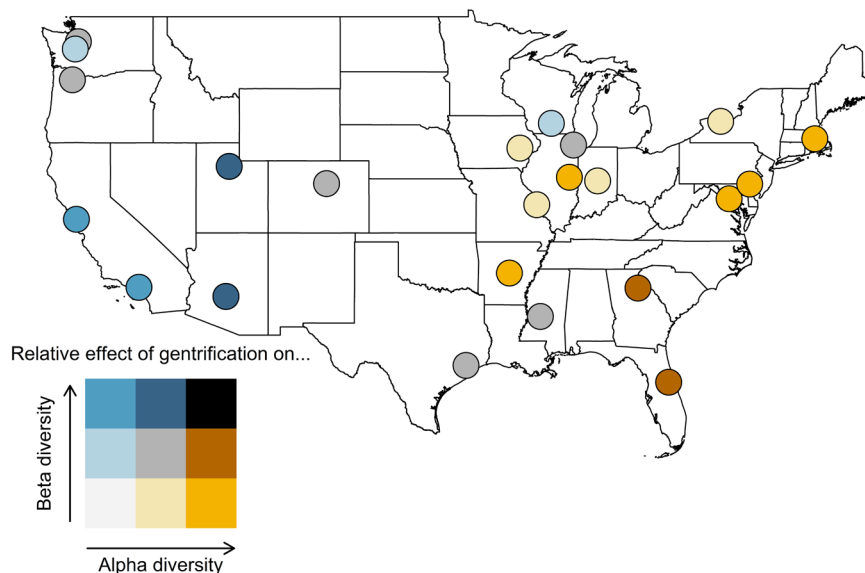 Relative effect of gentrification on...
Beta diversity
Alpha diversity